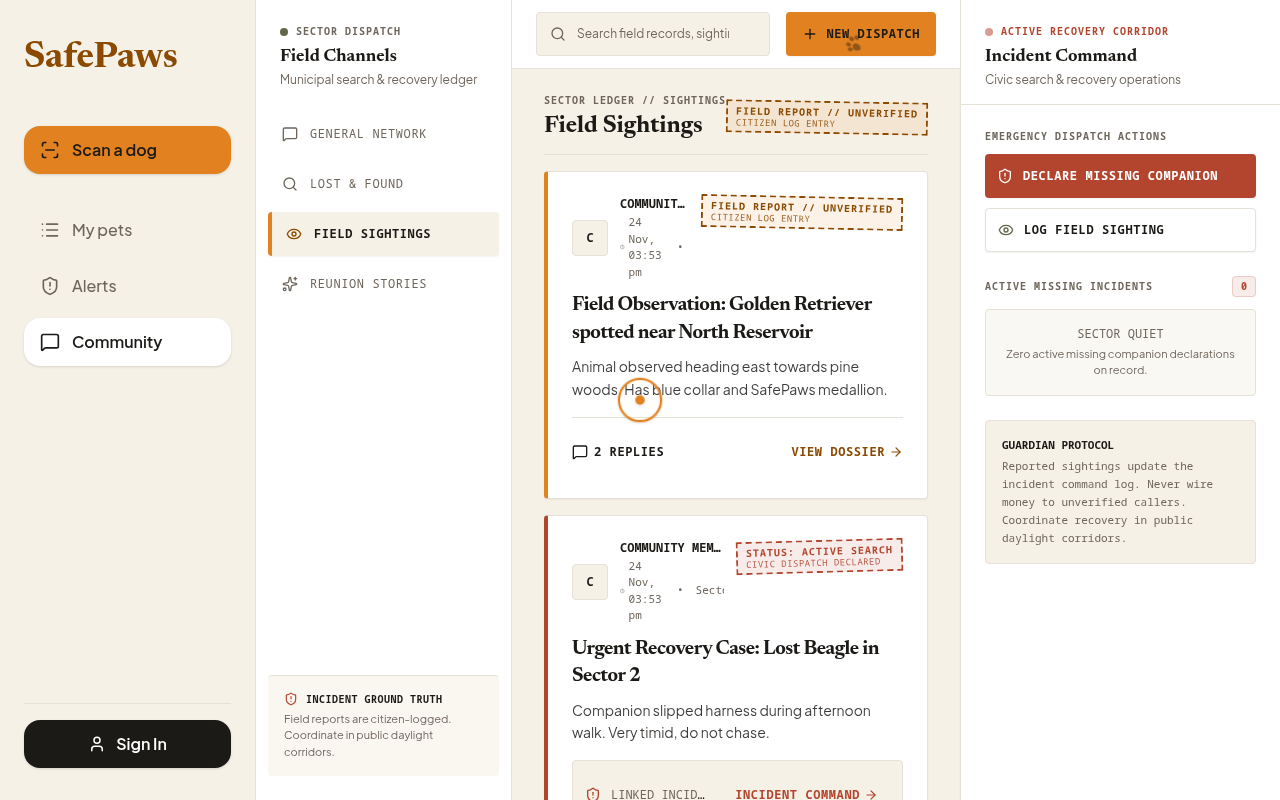 SafePaws
Scan a dog
My pets
Alerts
Community
Sign In
SECTOR DISPATCH
Field Channels
Municipal search & recovery ledger
GENERAL NETWORK
LOST & FOUND
FIELD SIGHTINGS
REUNION STORIES
INCIDENT GROUND TRUTH
Field reports are citizen-logged.
Coordinate in public daylight
corridors.
Search field records, sightin
NEW DISPATCH
SECTOR LEDGER // SIGHTINGS
Field Sightings
FIELD REPORT // UNVERIFIED
CITIZEN LOG ENTRY
C
COMMUNIT…
24
Nov,
03:53
pm
•
FIELD REPORT // UNVERIFIED
CITIZEN LOG ENTRY
Field Observation: Golden Retriever
spotted near North Reservoir
Animal observed heading east towards pine
woods. Has blue collar and SafePaws medallion.
2 REPLIES
VIEW DOSSIER
C
COMMUNITY MEM…
24
Nov,
03:53
pm
• Secto
STATUS: ACTIVE SEARCH
CIVIC DISPATCH DECLARED
Urgent Recovery Case: Lost Beagle in
Sector 2
Companion slipped harness during afternoon
walk. Very timid, do not chase.
LINKED INCID…
INCIDENT COMMAND
ACTIVE RECOVERY CORRIDOR
Incident Command
Civic search & recovery operations
EMERGENCY DISPATCH ACTIONS
DECLARE MISSING COMPANION
LOG FIELD SIGHTING
ACTIVE MISSING INCIDENTS
0
SECTOR QUIET
Zero active missing companion declarations
on record.
GUARDIAN PROTOCOL
Reported sightings update the
incident command log. Never wire
money to unverified callers.
Coordinate recovery in public
daylight corridors.